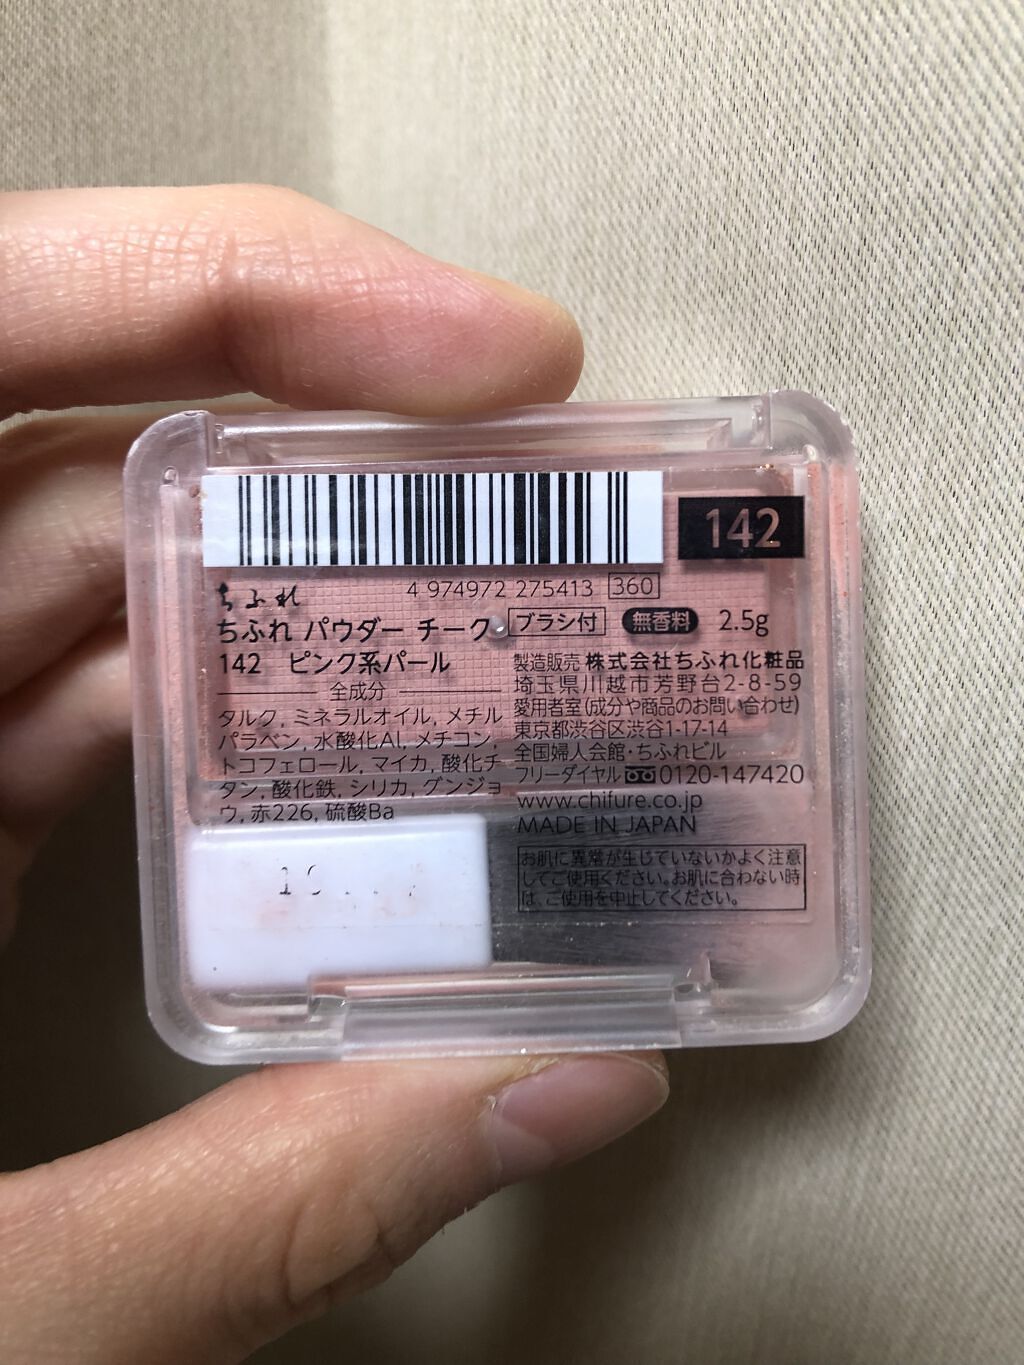 142
4 974972 275413 360
ちふれ
ちふれ パウダー チーク ブラシ付 無香料 2.5g
142 ピンク系パール
全成分
タルク, ミネラルオイル, メチル
パラベン, 水酸化Al, メチコン,
トコフェロール, マイカ, 酸化チ
タン, 酸化鉄, シリカ, グンジョ
ウ, 赤226, 硫酸Ba
製造販売 株式会社ちふれ化粧品
埼玉県川越市芳野台2-8-59
愛用者室(成分や商品のお問い合わせ)
東京都渋谷区渋谷1-17-14
全国婦人会館・ちふれビル
フリーダイヤル 0120-147420
www.chifure.co.jp
MADE IN JAPAN
お肌に異常が生じていないかよく注意
してご使用ください。お肌に合わない時
は、ご使用を中止してください。